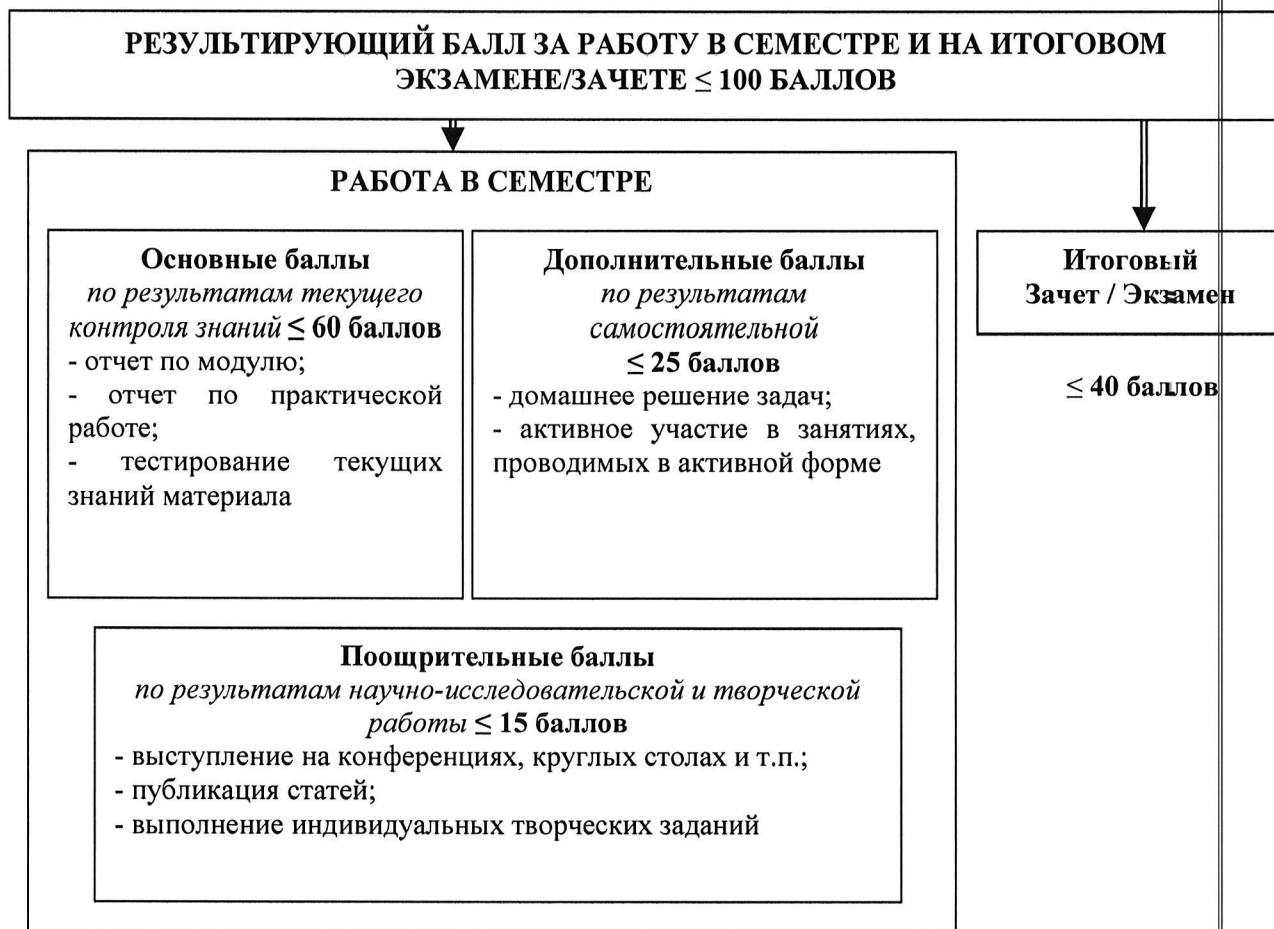 РЕЗУЛЬТИРУЮЩИЙ БАЛЛ ЗА РАБОТУ В СЕМЕСТРЕ И НА ИТОГОВОМ
ЭКЗАМЕНЕ/ЗАЧЕТЕ ≤ 100 БАЛЛОВ
РАБОТА В СЕМЕСТРЕ
Основные баллы
по результатам текущего
контроля знаний ≤ 60 баллов
- отчет по модулю;
- отчет по практической
работе;
- тестирование текущих
знаний материала
Дополнительные баллы
по результатам
самостоятельной
≤ 25 баллов
- домашнее решение задач;
- активное участие в занятиях,
проводимых в активной форме
Итоговый
Зачет / Экзамен
≤ 40 баллов
Поощрительные баллы
по результатам научно-исследовательской и творческой
работы ≤ 15 баллов
- выступление на конференциях, круглых столах и т.п.;
- публикация статей;
- выполнение индивидуальных творческих заданий